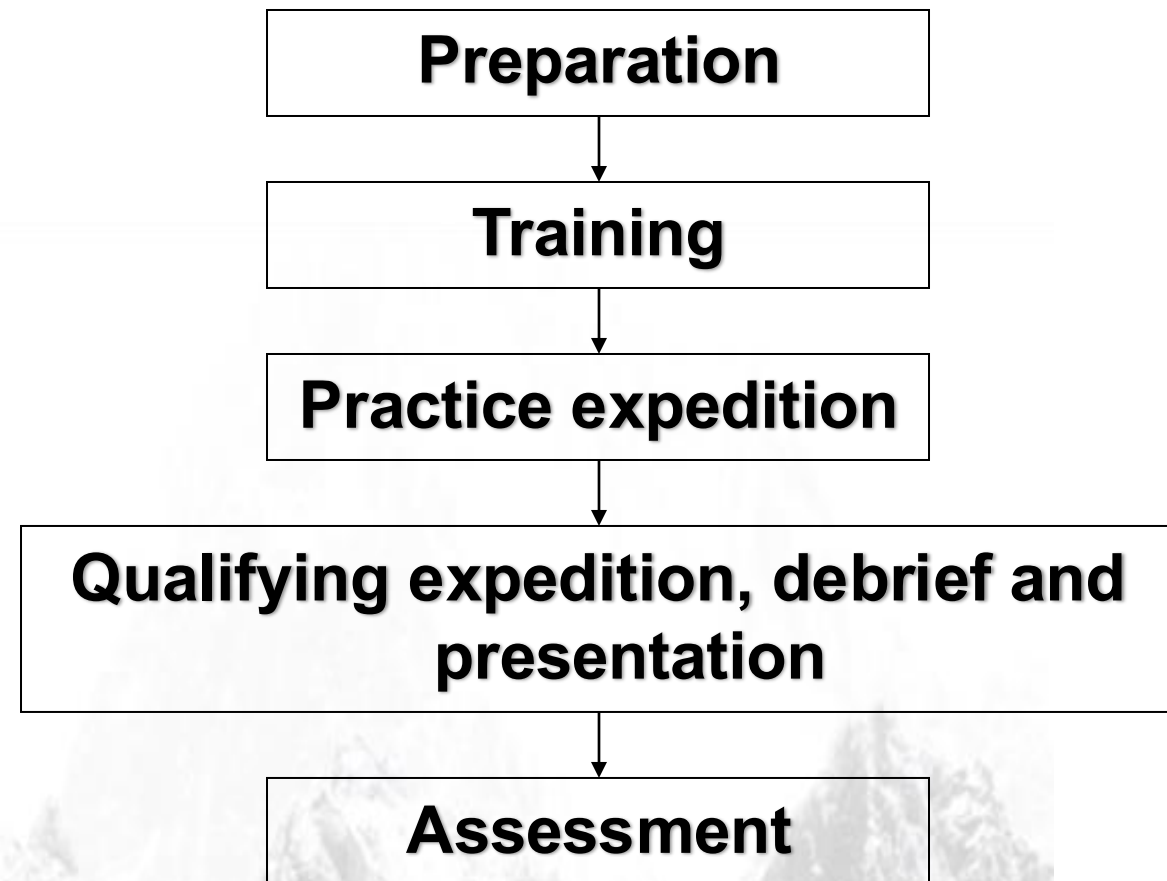 Preparation
Training
Practice expedition
Qualifying expedition, debrief and
presentation
Assessment